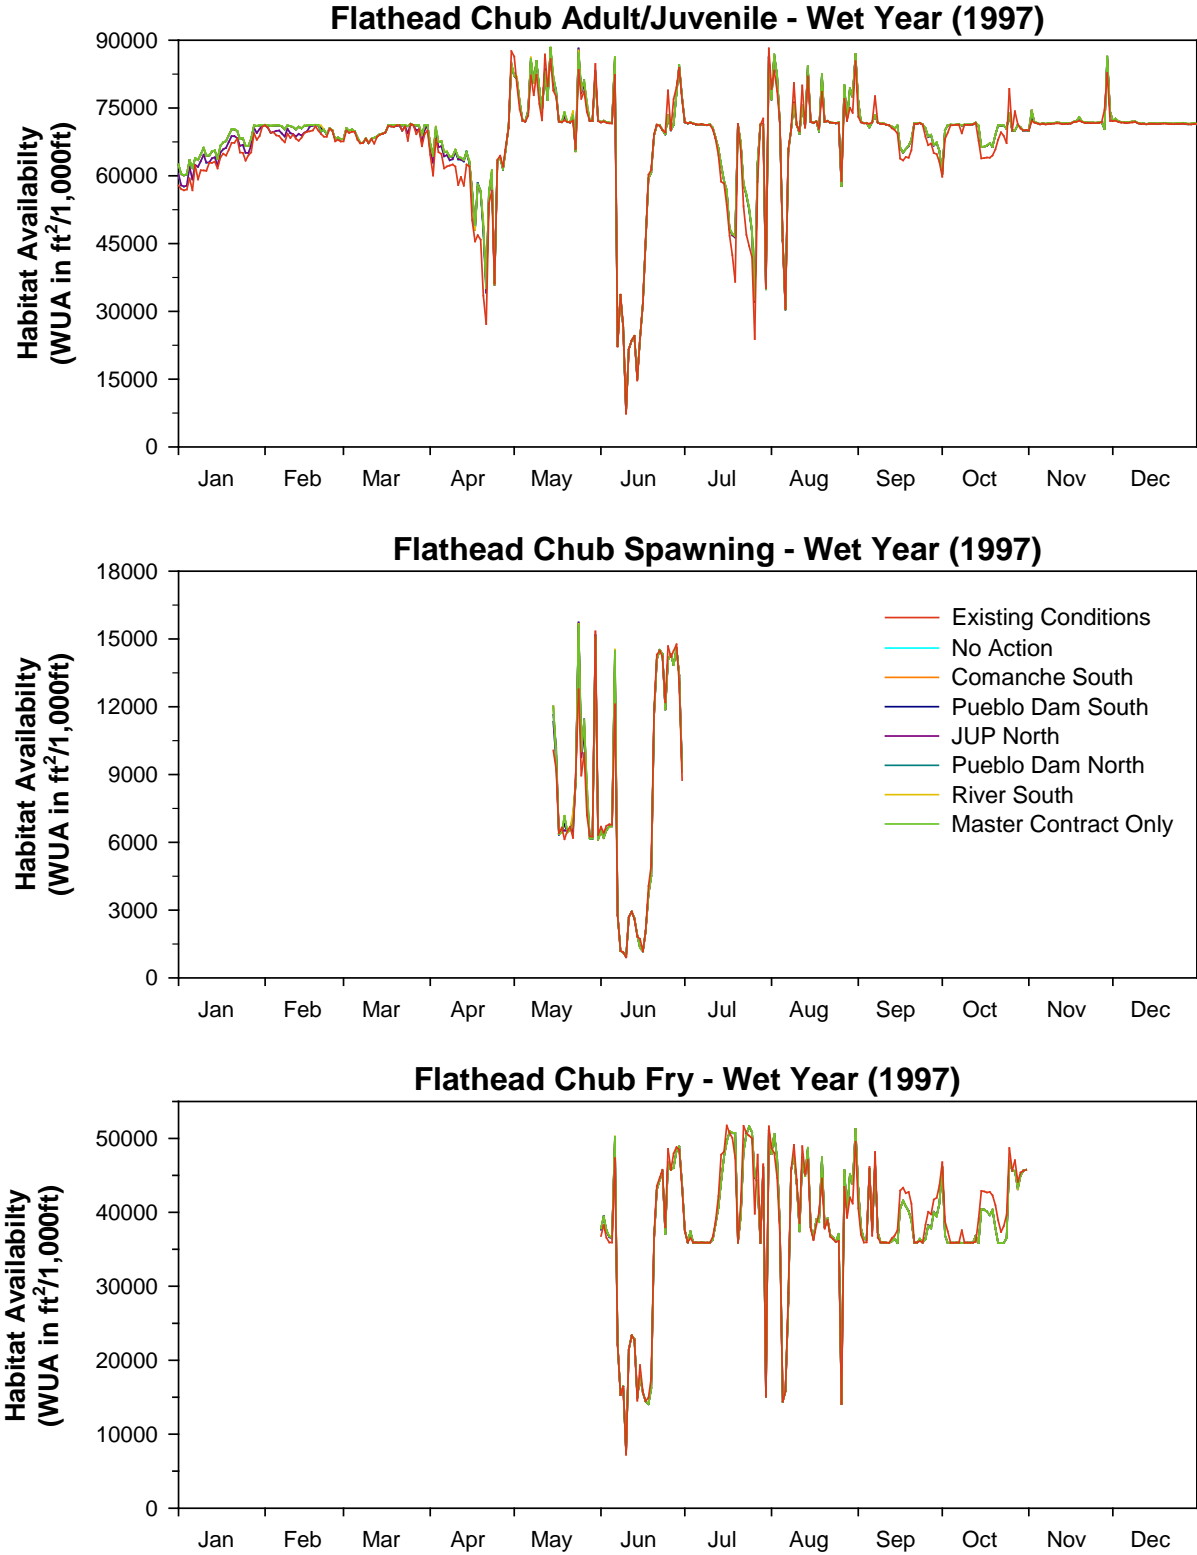 Flathead Chub Adult/Juvenile - Wet Year (1997)
Habitat Availabilty
(WUA in ft²/1,000ft)
90000
75000
60000
45000
30000
15000
0
Jan Feb Mar Apr May Jun Jul Aug Sep Oct Nov Dec
Flathead Chub Spawning - Wet Year (1997)
Habitat Availabilty
(WUA in ft²/1,000ft)
18000
15000
12000
9000
6000
3000
0
Existing Conditions
No Action
Comanche South
Pueblo Dam South
JUP North
Pueblo Dam North
River South
Master Contract Only
Jan Feb Mar Apr May Jun Jul Aug Sep Oct Nov Dec
Flathead Chub Fry - Wet Year (1997)
Habitat Availabilty
(WUA in ft²/1,000ft)
50000
40000
30000
20000
10000
0
Jan Feb Mar Apr May Jun Jul Aug Sep Oct Nov Dec